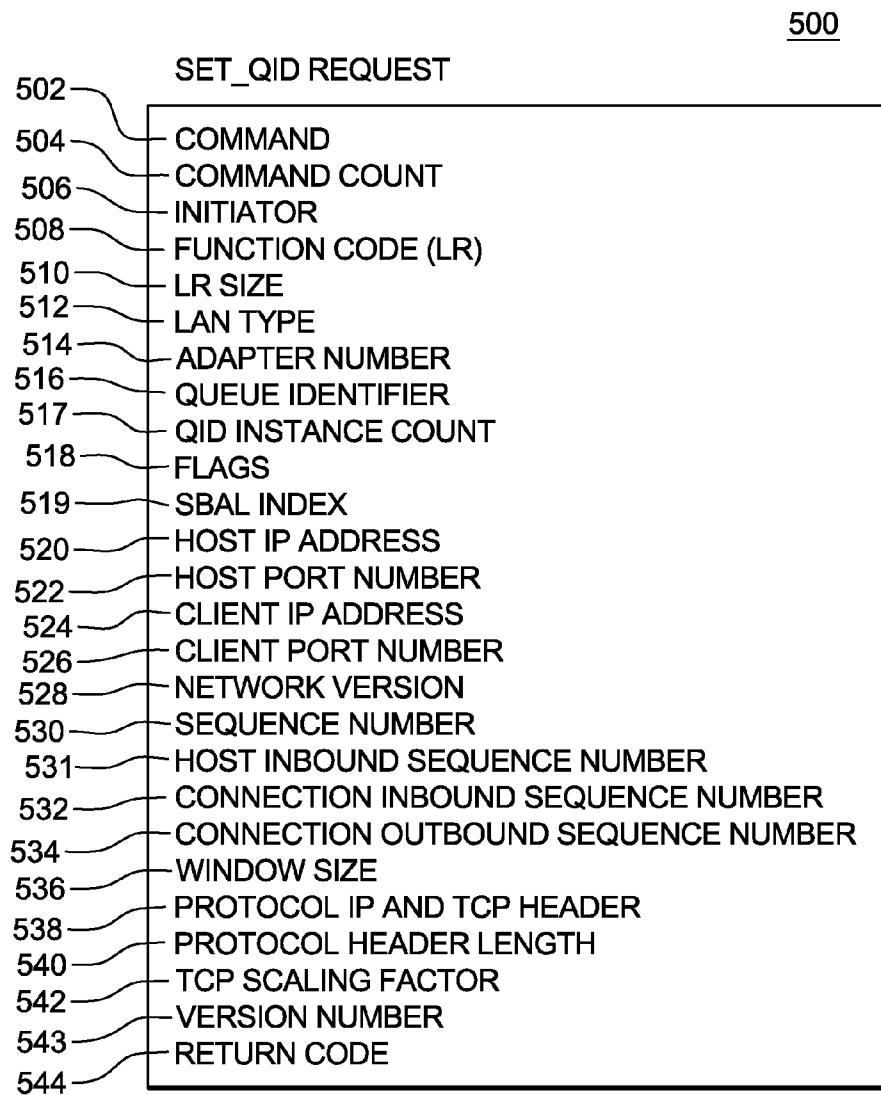 500
SET_QID REQUEST
502 COMMAND
504 COMMAND COUNT
506 INITIATOR
508 FUNCTION CODE (LR)
510 LR SIZE
512 LAN TYPE
514 ADAPTER NUMBER
516 QUEUE IDENTIFIER
517 QID INSTANCE COUNT
518 FLAGS
519 SBAL INDEX
520 HOST IP ADDRESS
522 HOST PORT NUMBER
524 CLIENT IP ADDRESS
526 CLIENT PORT NUMBER
528 NETWORK VERSION
530 SEQUENCE NUMBER
531 HOST INBOUND SEQUENCE NUMBER
532 CONNECTION INBOUND SEQUENCE NUMBER
534 CONNECTION OUTBOUND SEQUENCE NUMBER
536 WINDOW SIZE
538 PROTOCOL IP AND TCP HEADER
540 PROTOCOL HEADER LENGTH
542 TCP SCALING FACTOR
543 VERSION NUMBER
544 RETURN CODE